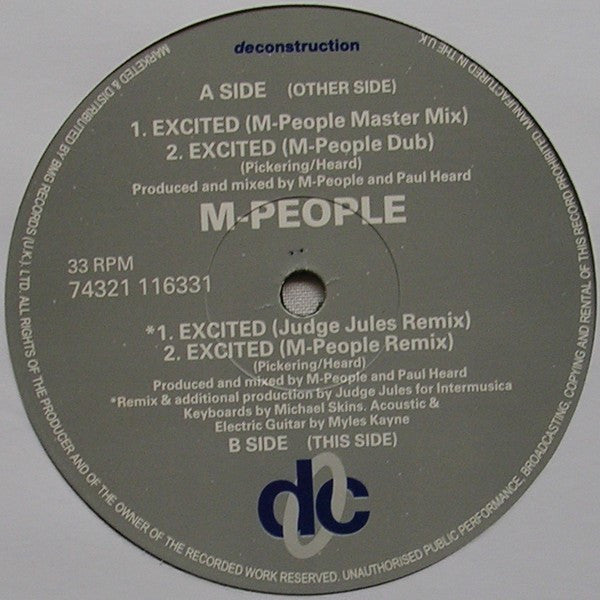 deconstruction
A SIDE (OTHER SIDE)
1. EXCITED (M-People Master Mix)
2. EXCITED (M-People Dub)
(Pickering/Heard)
Produced and mixed by M-People and Paul Heard
M-PEOPLE
33 RPM
74321 116331
*1. EXCITED (Judge Jules Remix)
2. EXCITED (M-People Remix)
(Pickering/Heard)
Produced and mixed by M-People and Paul Heard
*Remix & additional production by Judge Jules for Intermusica
Keyboards by Michael Skins. Acoustic &
Electric Guitar by Myles Kayne
B SIDE (THIS SIDE)
dc
MARKETED & DISTRIBUTED BY BMG RECORDS (U.K.). LTD. ALL RIGHTS OF THE PRODUCER AND OF THE OWNER OF THE RECORDED WORK RESERVED. UNAUTHORISED PUBLIC PERFORMANCE, BROADCASTING, COPYING AND RENTAL OF THIS RECORD PROHIBITED. MANUFACTURED IN THE U.K.